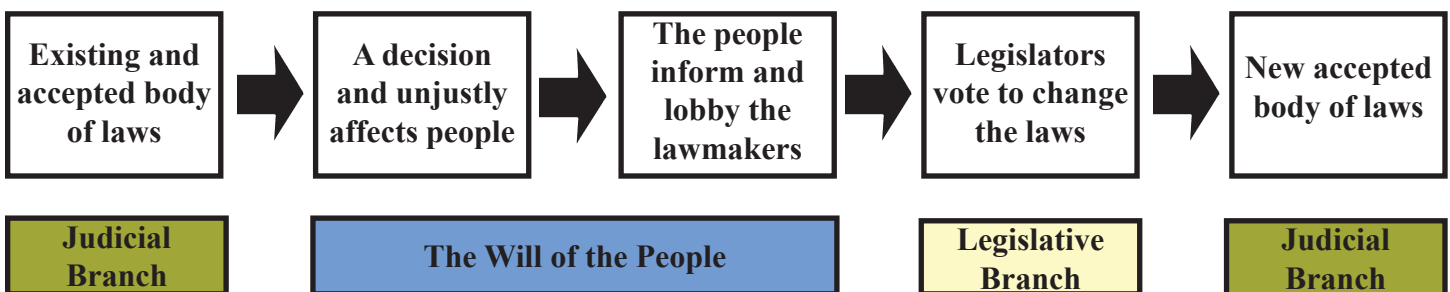 Existing and
accepted body
of laws
A decision
and unjustly
affects people
The people
inform and
lobby the
lawmakers
Legislators
vote to change
the laws
New accepted
body of laws
Judicial
Branch
The Will of the People
Legislative
Branch
Judicial
Branch